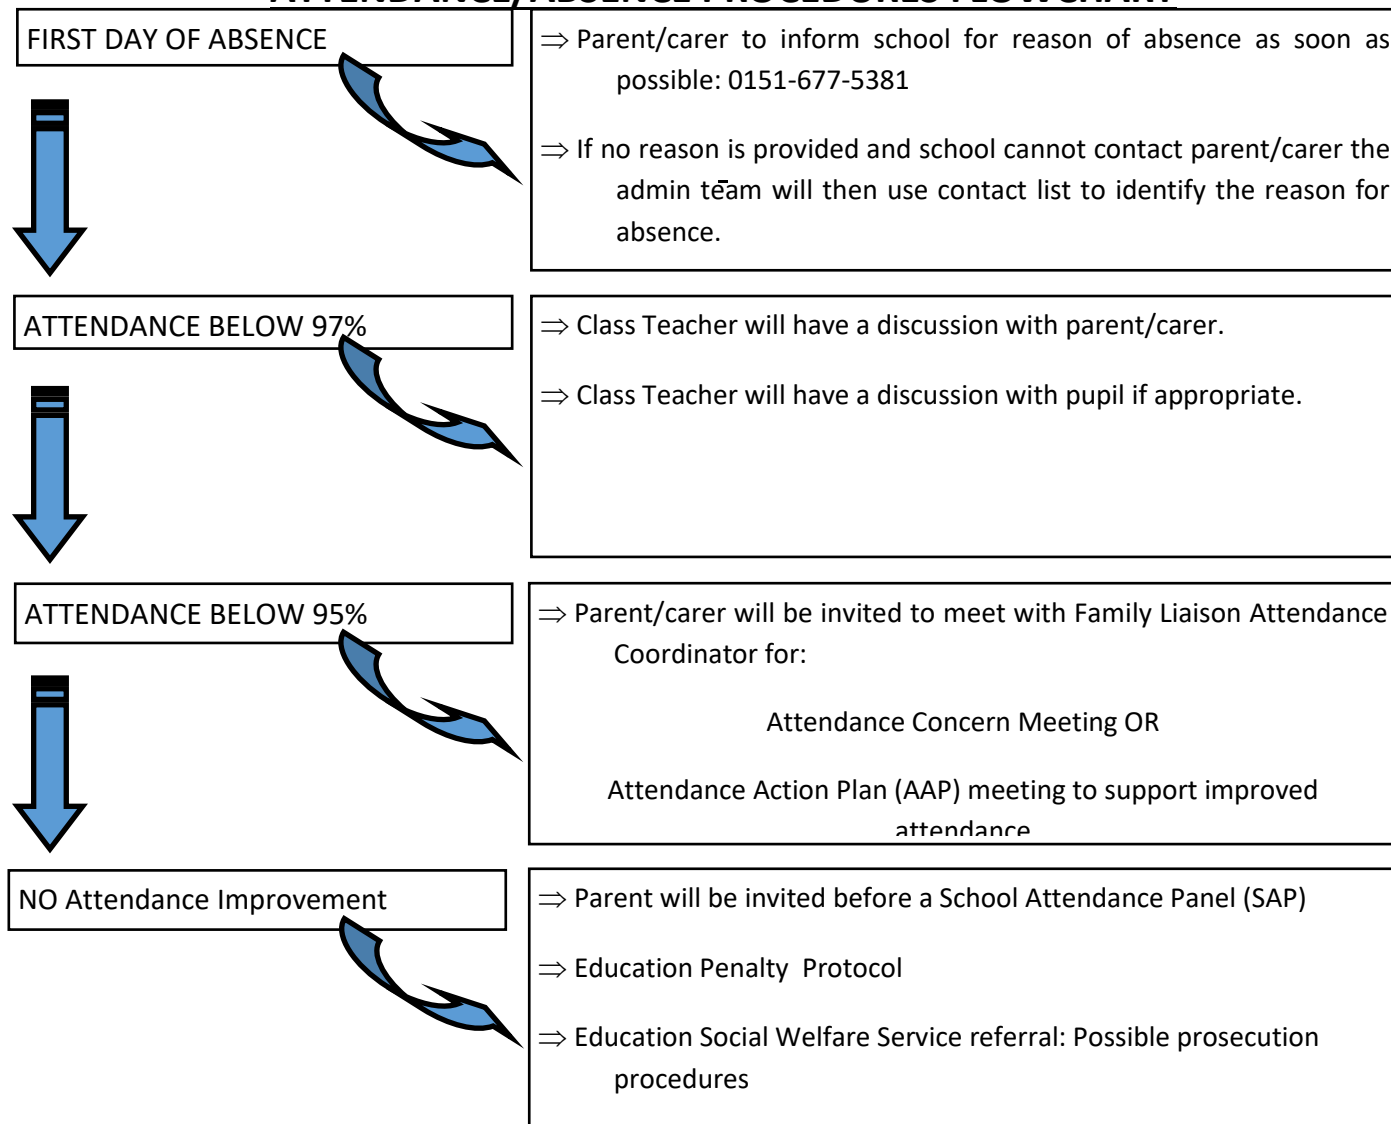 ATTENDANCE/ABSENCE PROCEDURES FLOWCHART
FIRST DAY OF ABSENCE
⇒ Parent/carer to inform school for reason of absence as soon as
possible: 0151-677-5381
⇒ If no reason is provided and school cannot contact parent/carer the
admin team will then use contact list to identify the reason for
absence.
ATTENDANCE BELOW 97%
⇒ Class Teacher will have a discussion with parent/carer.
⇒ Class Teacher will have a discussion with pupil if appropriate.
ATTENDANCE BELOW 95%
⇒ Parent/carer will be invited to meet with Family Liaison Attendance
Coordinator for:
Attendance Concern Meeting OR
Attendance Action Plan (AAP) meeting to support improved
attendance
NO Attendance Improvement
⇒ Parent will be invited before a School Attendance Panel (SAP)
⇒ Education Penalty  Protocol
⇒ Education Social Welfare Service referral: Possible prosecution
procedures